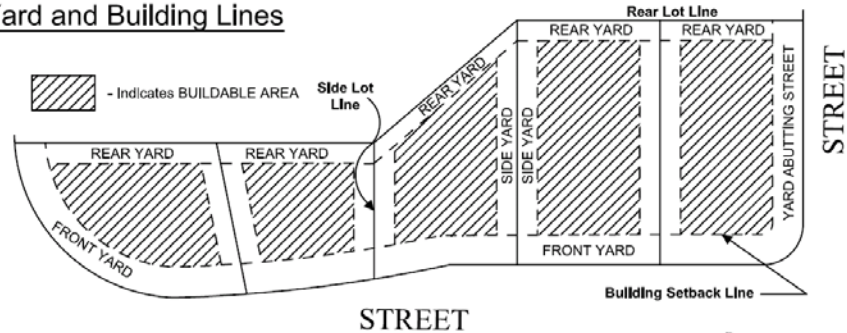 Yard and Building Lines
- Indicates BUILDABLE AREA
Side Lot
Line
Rear Lot Line
REAR YARD
REAR YARD
REAR YARD
REAR YARD
REAR YARD
SIDE YARD
SIDE YARD
YARD ABUTTING STREET
STREET
FRONT YARD
FRONT YARD
Building Setback Line
STREET